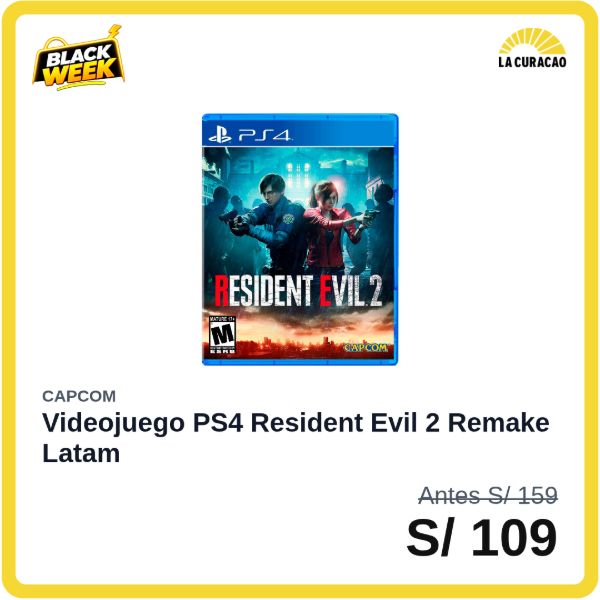 BLACK
WEEK
LA CURACAO
PS4
RESIDENT EVIL 2
MATURE 17+
M
ESRB
CAPCOM
CAPCOM
Videojuego PS4 Resident Evil 2 Remake
Latam
Antes S/ 159
S/ 109